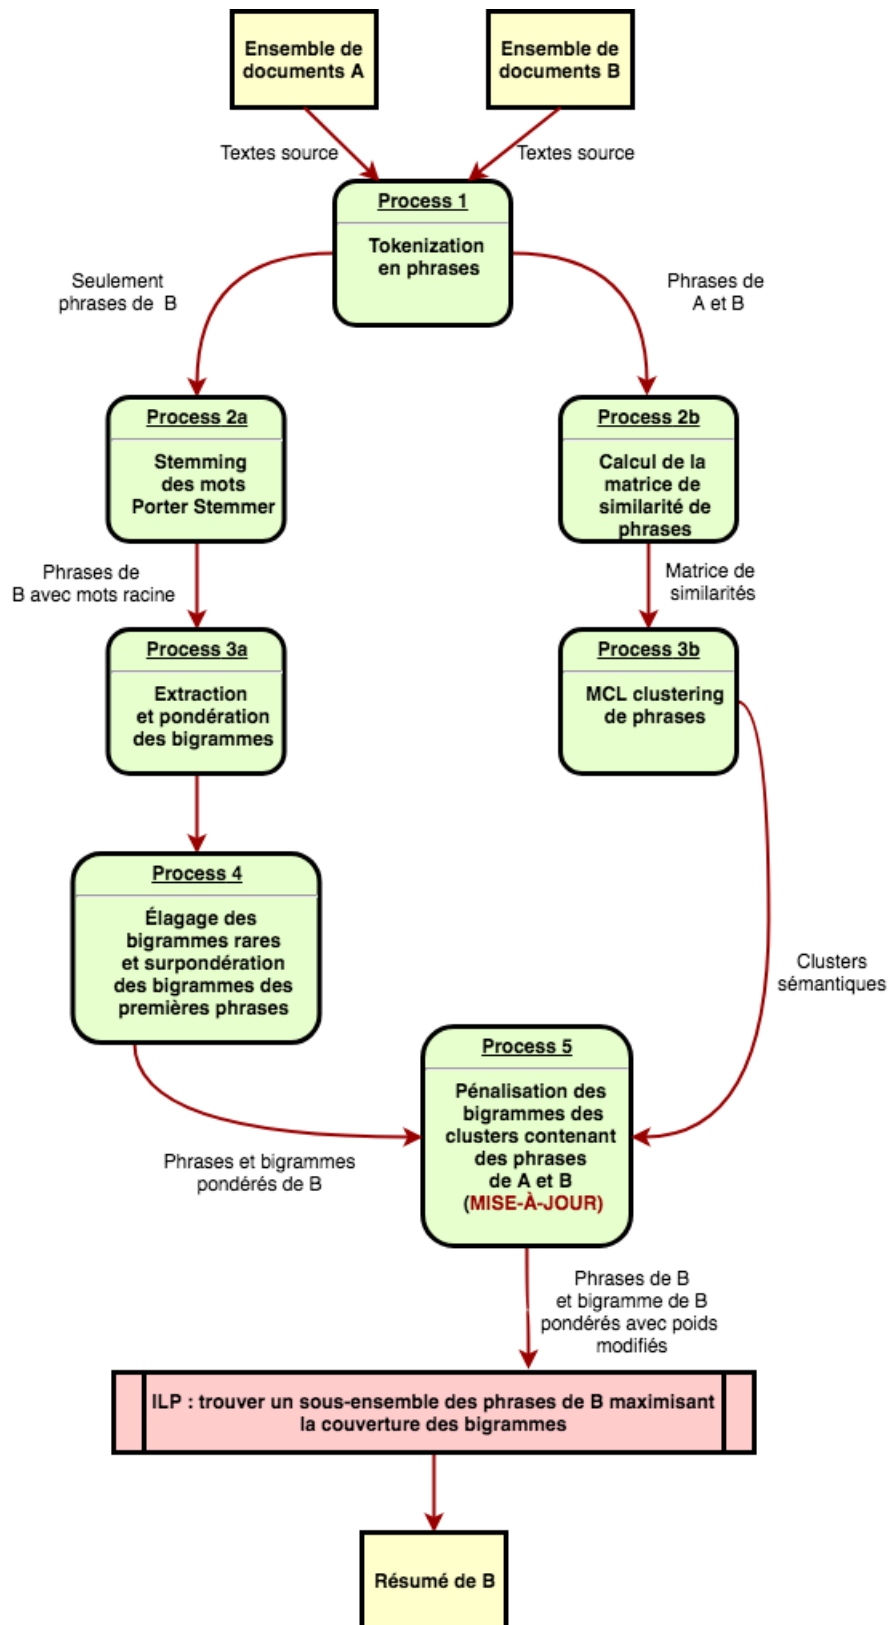 Ensemble de
documents A
Ensemble de
documents B
Textes source
Textes source
Process 1
Tokenization
en phrases
Seulement
phrases de B
Phrases de
A et B
Process 2a
Stemming
des mots
Porter Stemmer
Process 2b
Calcul de la
matrice de
similarité de
phrases
Phrases de
B avec mots racine
Matrice de
similarités
Process 3a
Extraction
et pondération
des bigrammes
Process 3b
MCL clustering
de phrases
Process 4
Élagage des
bigrammes rares
et surpondération
des bigrammes des
premières phrases
Clusters
sémantiques
Process 5
Pénalisation des
bigrammes des
clusters contenant
des phrases
de A et B
(MISE-À-JOUR)
Phrases et bigrammes
pondérés de B
Phrases de B
et bigramme de B
pondérés avec poids
modifiés
ILP : trouver un sous-ensemble des phrases de B maximisant
la couverture des bigrammes
Résumé de B